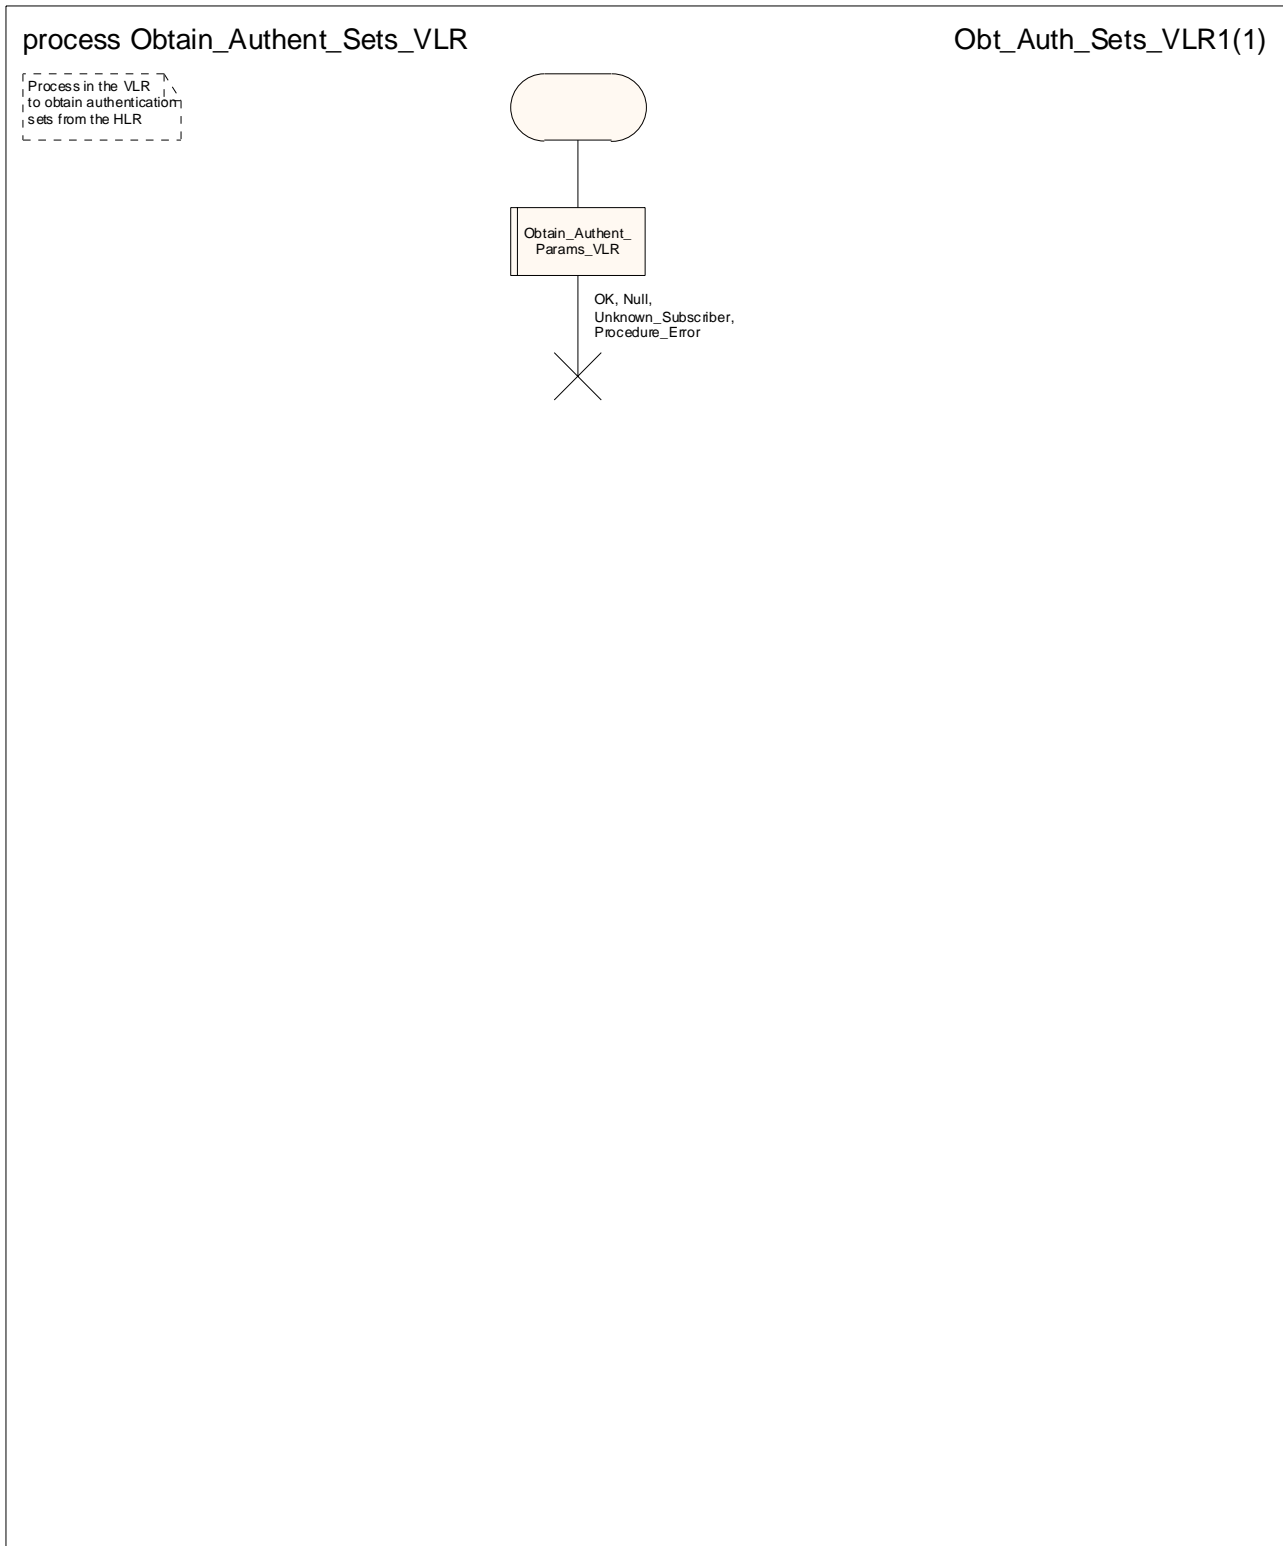 process Obtain_Authent_Sets_VLR
Obt_Auth_Sets_VLR1(1)
Process in the VLR
to obtain authentication
sets from the HLR
Obtain_Authent_
Params_VLR
OK, Null,
Unknown_Subscriber,
Procedure_Error